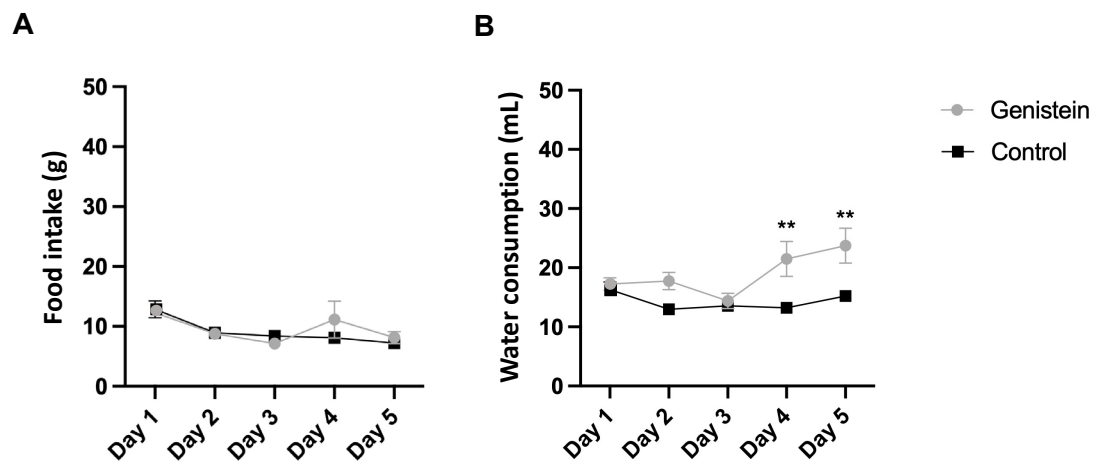 A
Food intake (g)
50
40
30
20
10
0
Day 1
Day 2
Day 3
Day 4
Day 5
B
Water consumption (mL)
50
40
30
20
10
0
**
**
Day 1
Day 2
Day 3
Day 4
Day 5
Genistein
Control